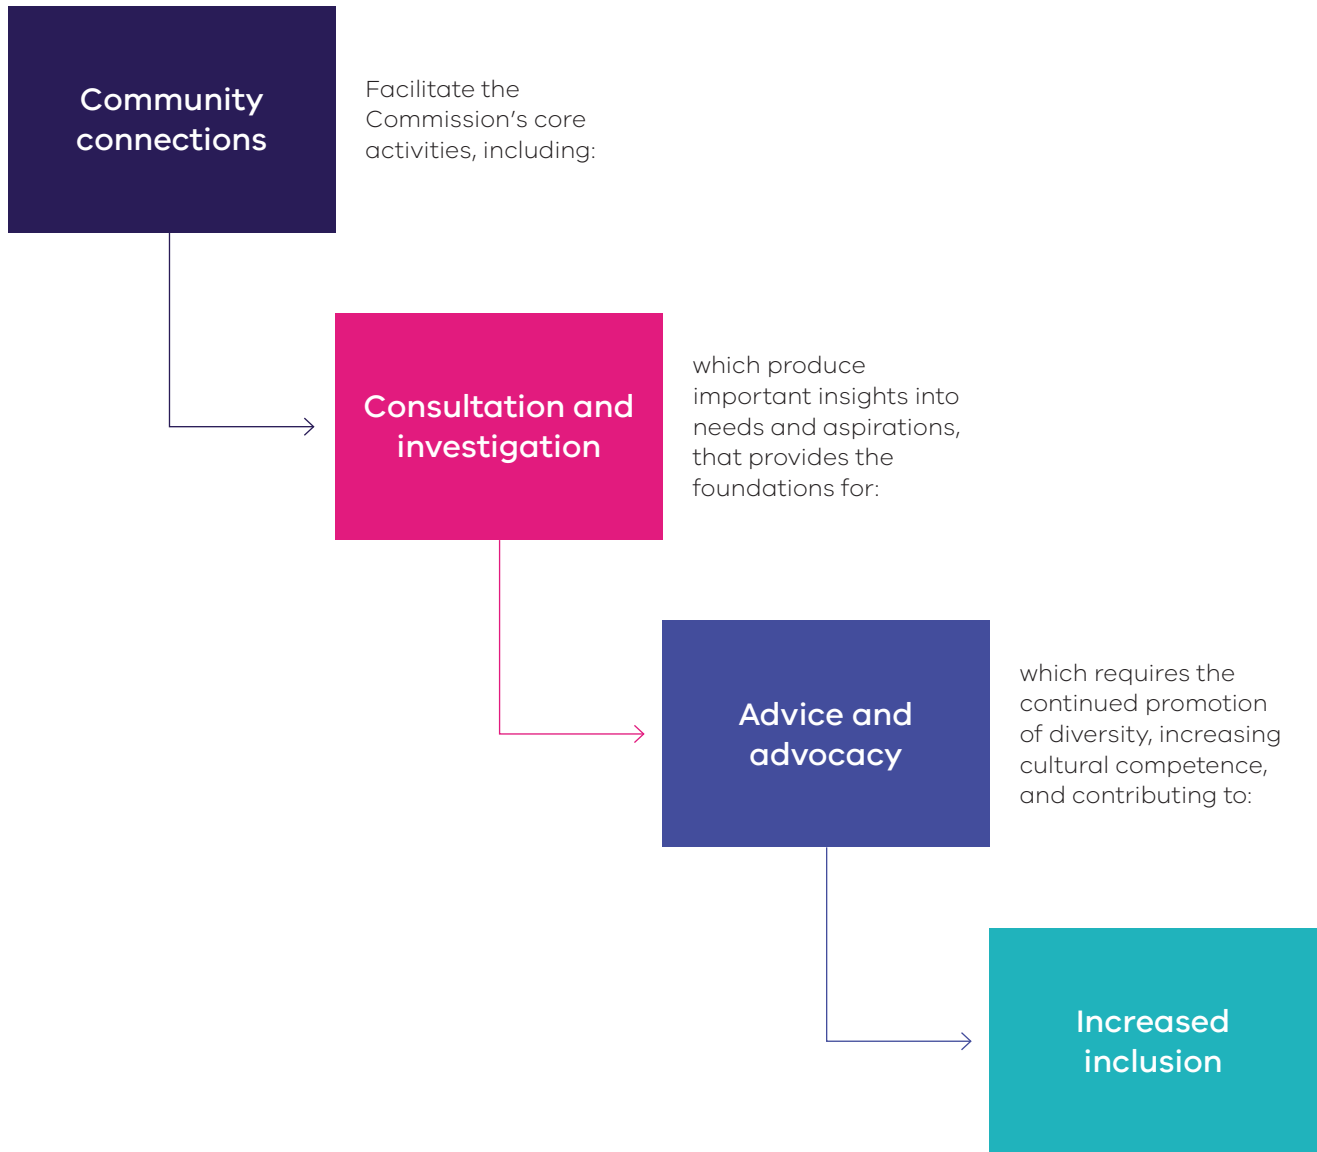 Community
connections
Facilitate the
Commission’s core
activities, including:
Consultation and
investigation
which produce
important insights into
needs and aspirations,
that provides the
foundations for:
Advice and
advocacy
which requires the
continued promotion
of diversity, increasing
cultural competence,
and contributing to:
Increased
inclusion